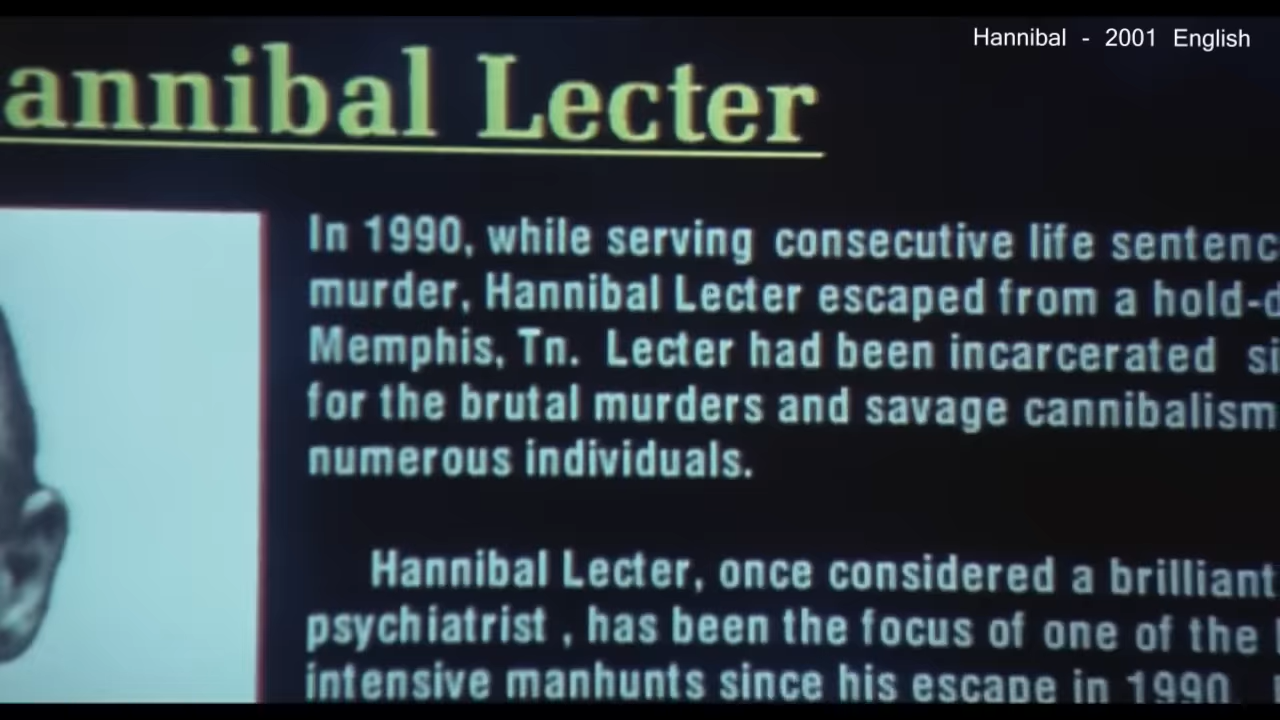 Hannibal - 2001 English
annibal Lecter
In 1990, while serving consecutive life sentenc
murder, Hannibal Lecter escaped from a hold-
Memphis, Tn. Lecter had been incarcerated si
for the brutal murders and savage cannibalism
numerous individuals.
Hannibal Lecter, once considered a brilliant
psychiatrist , has been the focus of one of the
intensive manhunts since his escape in 1990.